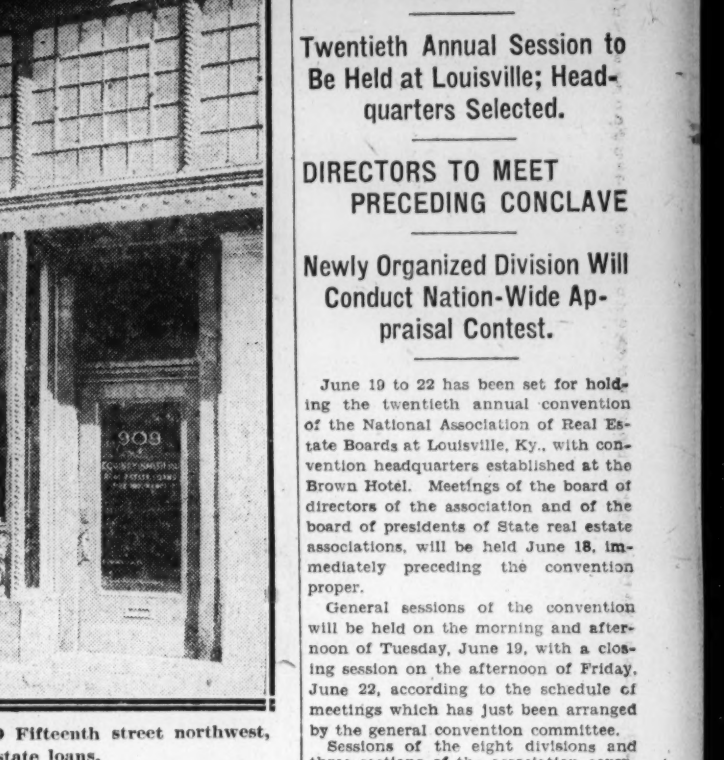 Twentieth Annual Session to
Be Held at Louisville; Head-
quarters Selected.
DIRECTORS TO MEET
PRECEDING CONCLAVE
Newly Organized Division Will
Conduct Nation-Wide Ap-
praisal Contest.
June 19 to 22 has been set for hold-
ing the twentieth annual convention
of the National Association of Real Es-
tate Boards at Louisville, Ky., with con-
vention headquarters established at the
Brown Hotel. Meetings of the board of
directors of the association and of the
board of presidents of State real estate
associations, will be held June 18, im-
mediately preceding the convention
proper.
General sessions of the convention
will be held on the morning and after-
noon of Tuesday, June 19, with a clos-
ing session on the afternoon of Friday,
June 22, according to the schedule of
meetings which has just been arranged
by the general convention committee.
Sessions of the eight divisions and
909
REAL ESTATE LOANS
Fifteenth street northwest,
state loans.